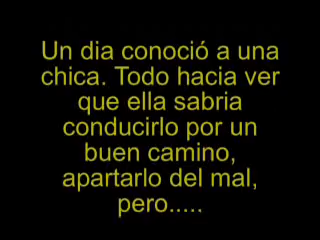 Un dia conoció a una
chica. Todo hacia ver
que ella sabria
conducirlo por un
buen camino,
apartarlo del mal,
pero.....